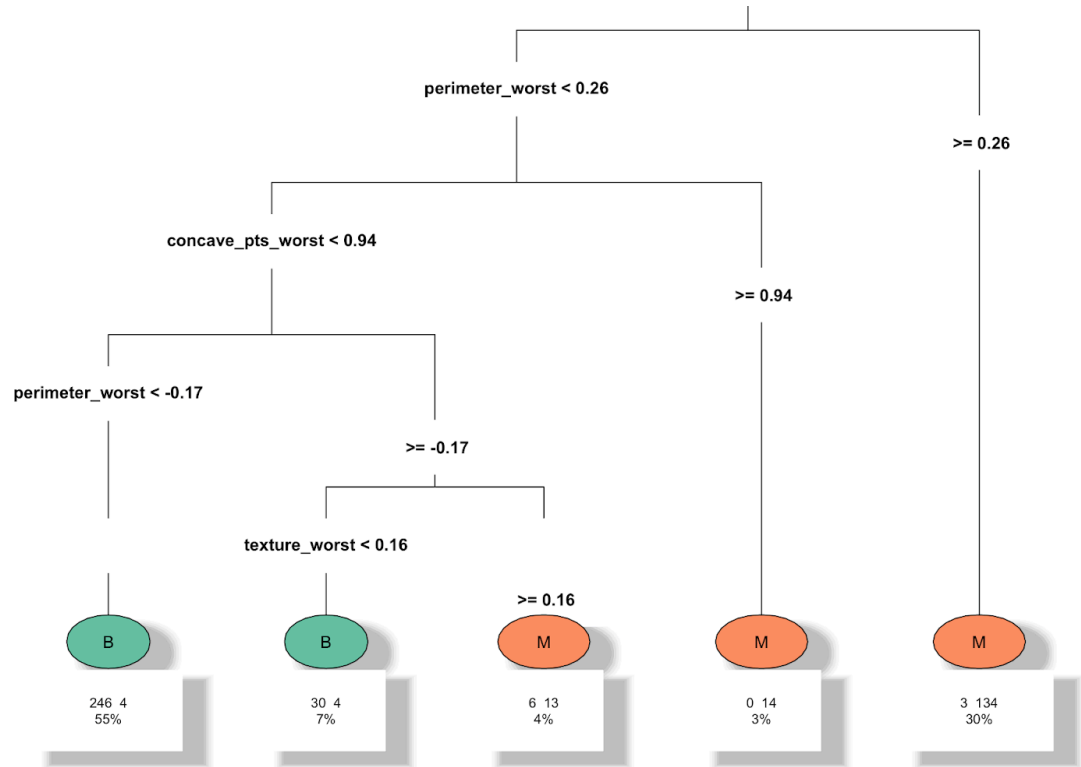 perimeter_worst < 0.26
>= 0.26
concave_pts_worst < 0.94
>= 0.94
perimeter_worst < -0.17
>= -0.17
texture_worst < 0.16
>= 0.16
B
B
M
M
M
246 4
55%
30 4
7%
6 13
4%
0 14
3%
3 134
30%